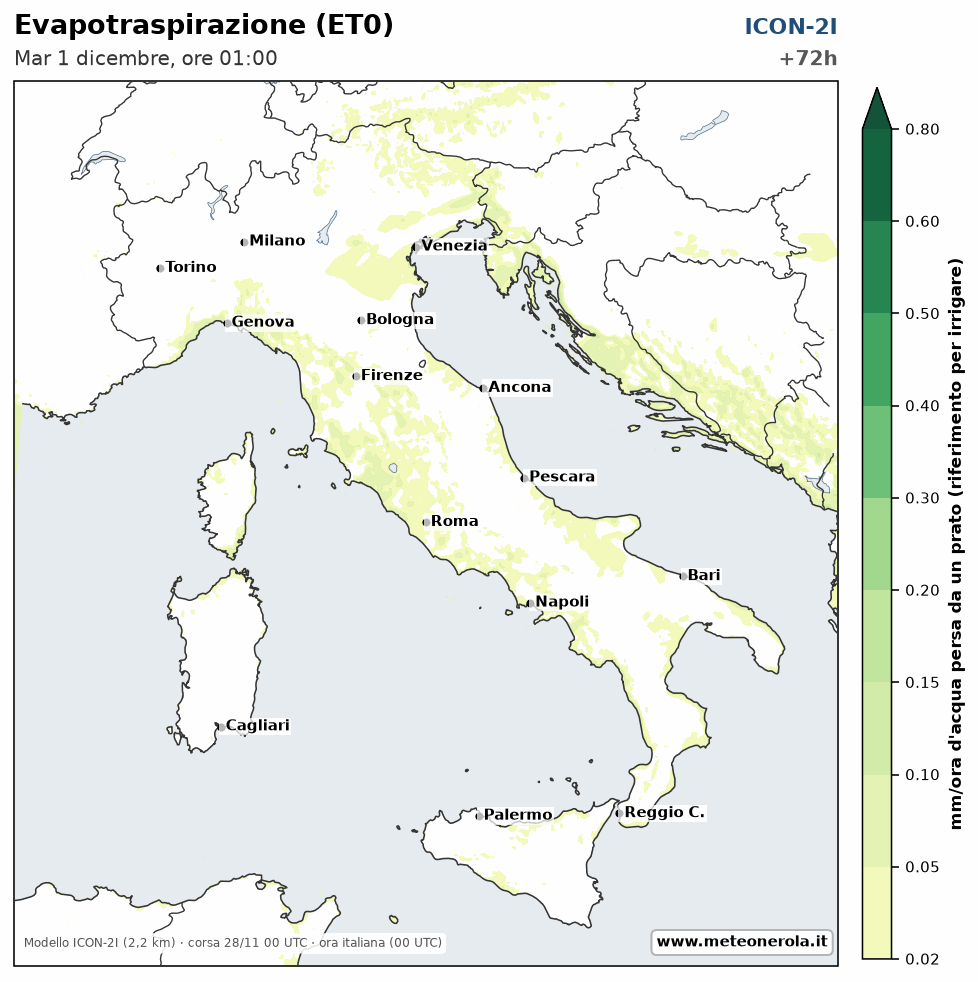 Evapotraspirazione (ET0)
ICON-2I
Mar 1 dicembre, ore 01:00
+72h
Milano
Venezia
Torino
Genova
Bologna
Firenze
Ancona
Pescara
Roma
Bari
Napoli
Cagliari
Palermo
Reggio C.
Modello ICON-2I (2,2 km) · corsa 28/11 00 UTC · ora italiana (00 UTC)
www.meteonerola.it
0.80
0.60
0.50
0.40
0.30
0.20
0.15
0.10
0.05
0.02
mm/ora d'acqua persa da un prato (riferimento per irrigare)